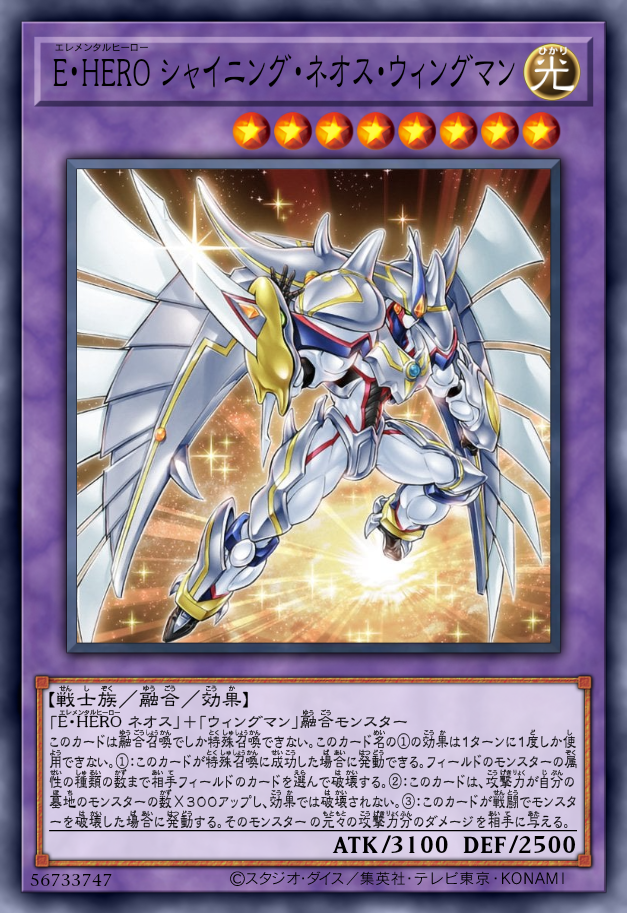 エレメンタルヒーロー
E・HERO シャイニング・ネオス・ウィングマン
ひかり
光
【戦士族／融合／効果】
「E・HERO ネオス」＋「ウィングマン」融合モンスター
このカードは融合召喚でしか特殊召喚できない。このカード名の①の効果は1ターンに1度しか使
用できない。①：このカードが特殊召喚に成功した場合に発動できる。フィールドのモンスターの属
性の種類の数まで相手フィールドのカードを選んで破壊する。②：このカードは、攻撃力が自分の
墓地のモンスターの数×300アップし、効果では破壊されない。③：このカードが戦闘でモンスタ
ーを破壊した場合に発動する。そのモンスターの元々の攻撃力分のダメージを相手に与える。
ATK/3100 DEF/2500
56733747
©スタジオ・ダイス／集英社・テレビ東京・KONAMI